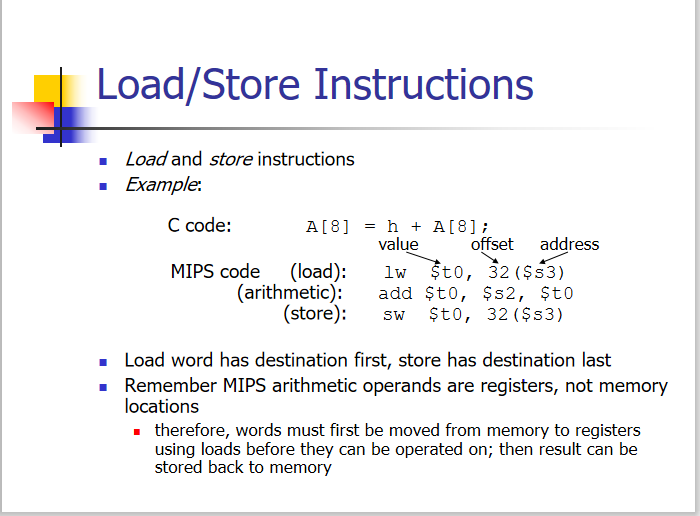 Load/Store Instructions
Load and store instructions
Example:
C code: A[8] = h + A[8];
value offset address
MIPS code (load): lw $t0, 32($s3)
(arithmetic): add $t0, $s2, $t0
(store): sw $t0, 32($s3)
Load word has destination first, store has destination last
Remember MIPS arithmetic operands are registers, not memory
locations
therefore, words must first be moved from memory to registers
using loads before they can be operated on; then result can be
stored back to memory